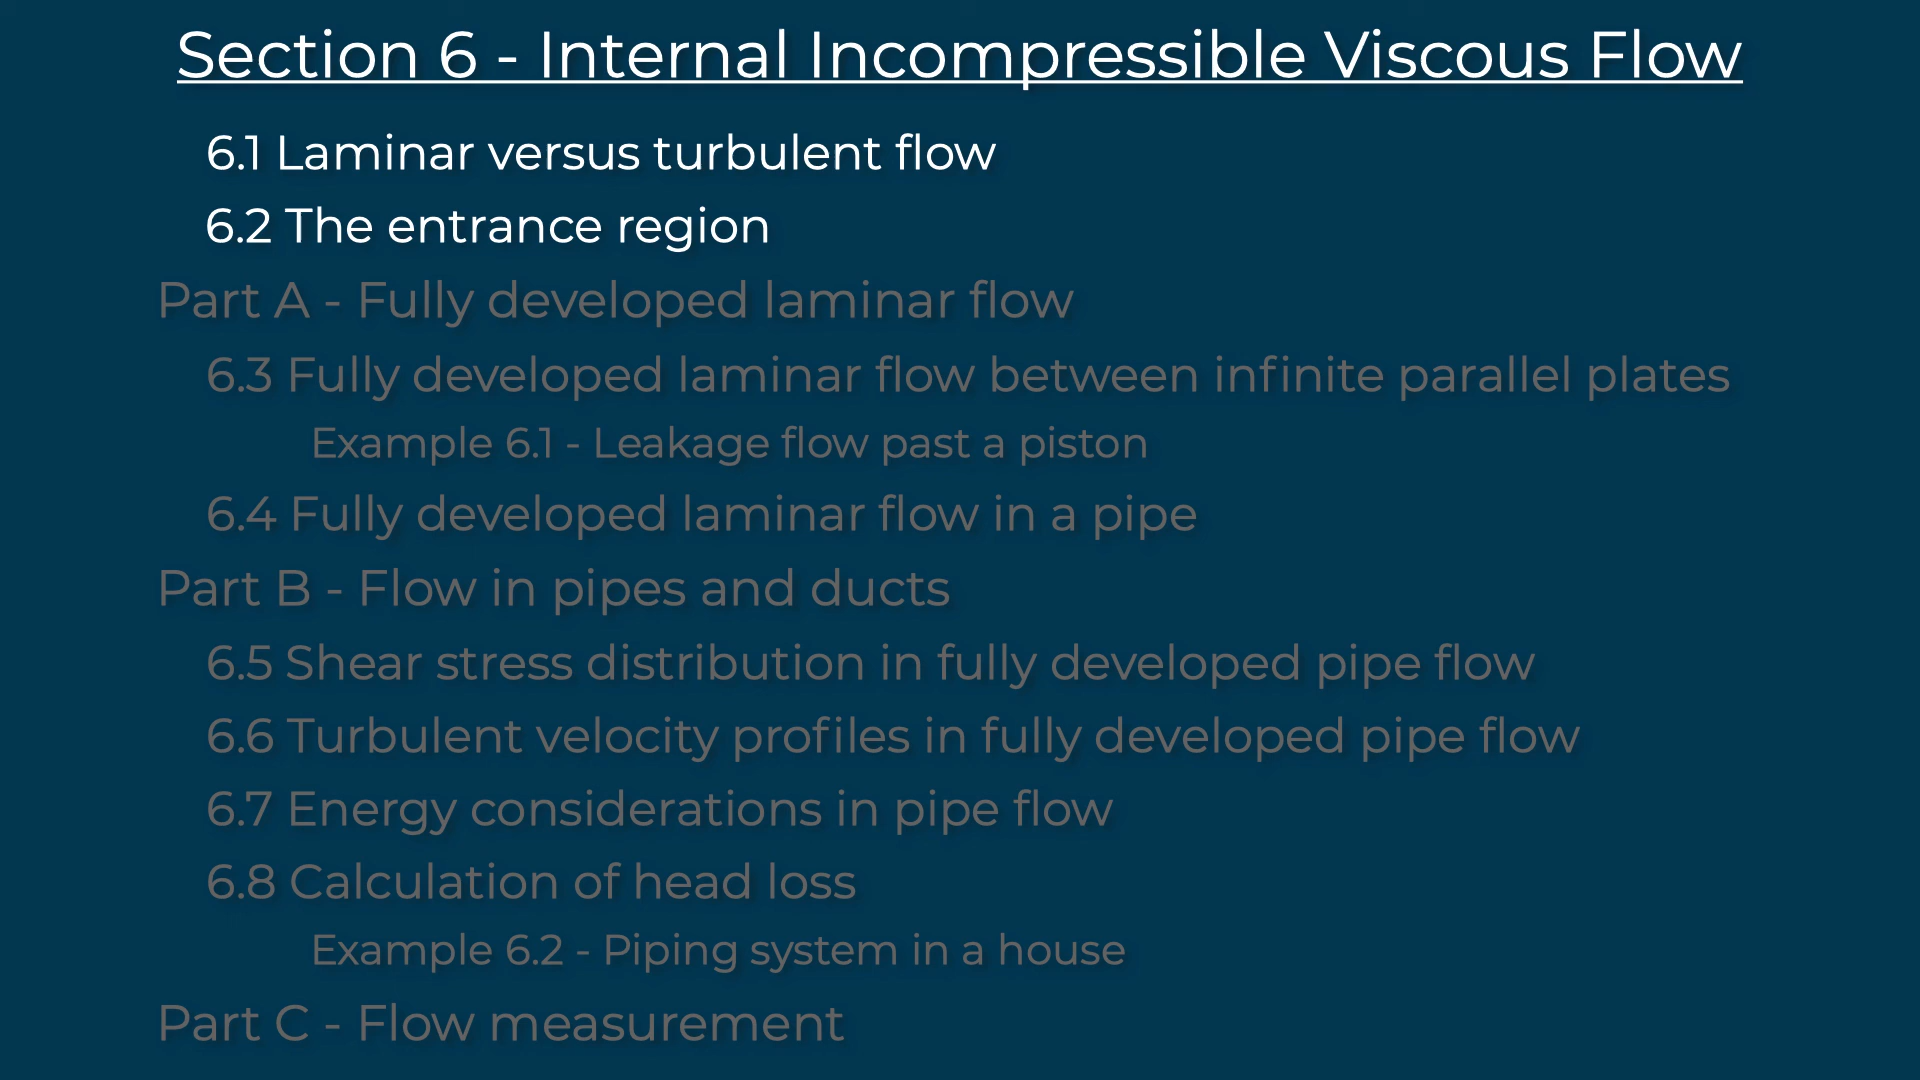 Section 6 - Internal Incompressible Viscous Flow
6.1 Laminar versus turbulent flow
6.2 The entrance region
Part A - Fully developed laminar flow
6.3 Fully developed laminar flow between infinite parallel plates
Example 6.1 - Leakage flow past a piston
6.4 Fully developed laminar flow in a pipe
Part B - Flow in pipes and ducts
6.5 Shear stress distribution in fully developed pipe flow
6.6 Turbulent velocity profiles in fully developed pipe flow
6.7 Energy considerations in pipe flow
6.8 Calculation of head loss
Example 6.2 - Piping system in a house
Part C - Flow measurement